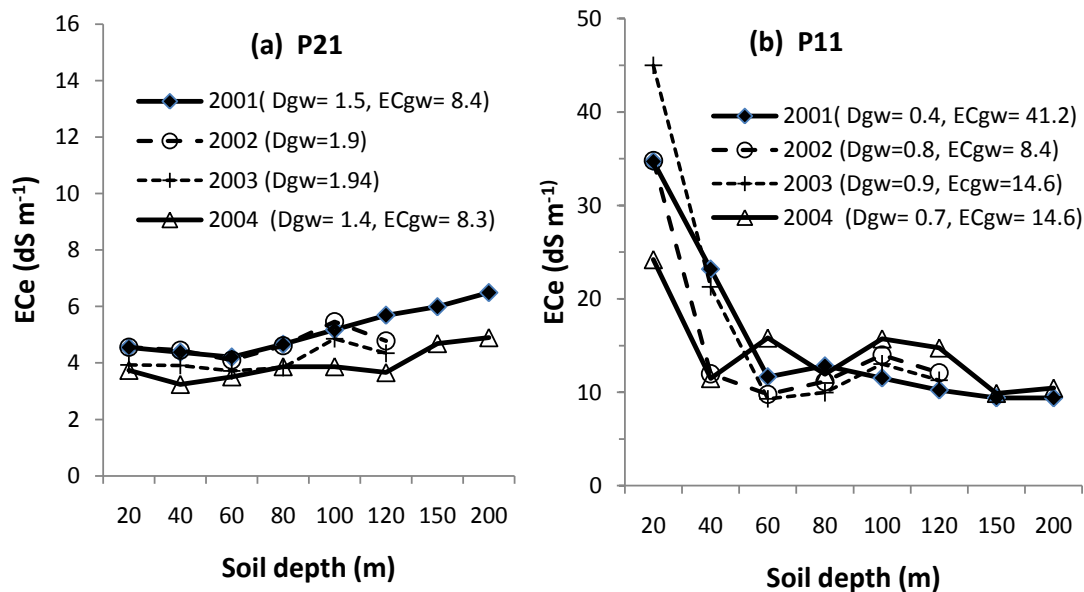 (a) P21
ECe (dS m⁻¹)
16
14
12
10
8
6
4
2
0
2001( Dgw= 1.5, ECgw= 8.4)
2002 (Dgw=1.9)
2003 (Dgw=1.94)
2004 (Dgw= 1.4, ECgw= 8.3)
20 40 60 80 100 120 150 200
Soil depth (m)
(b) P11
ECe (dS m⁻¹)
50
40
30
20
10
0
2001( Dgw= 0.4, ECgw= 41.2)
2002 (Dgw=0.8, ECgw= 8.4)
2003 (Dgw=0.9, Ecgw=14.6)
2004 (Dgw= 0.7, ECgw= 14.6)
20 40 60 80 100 120 150 200
Soil depth (m)